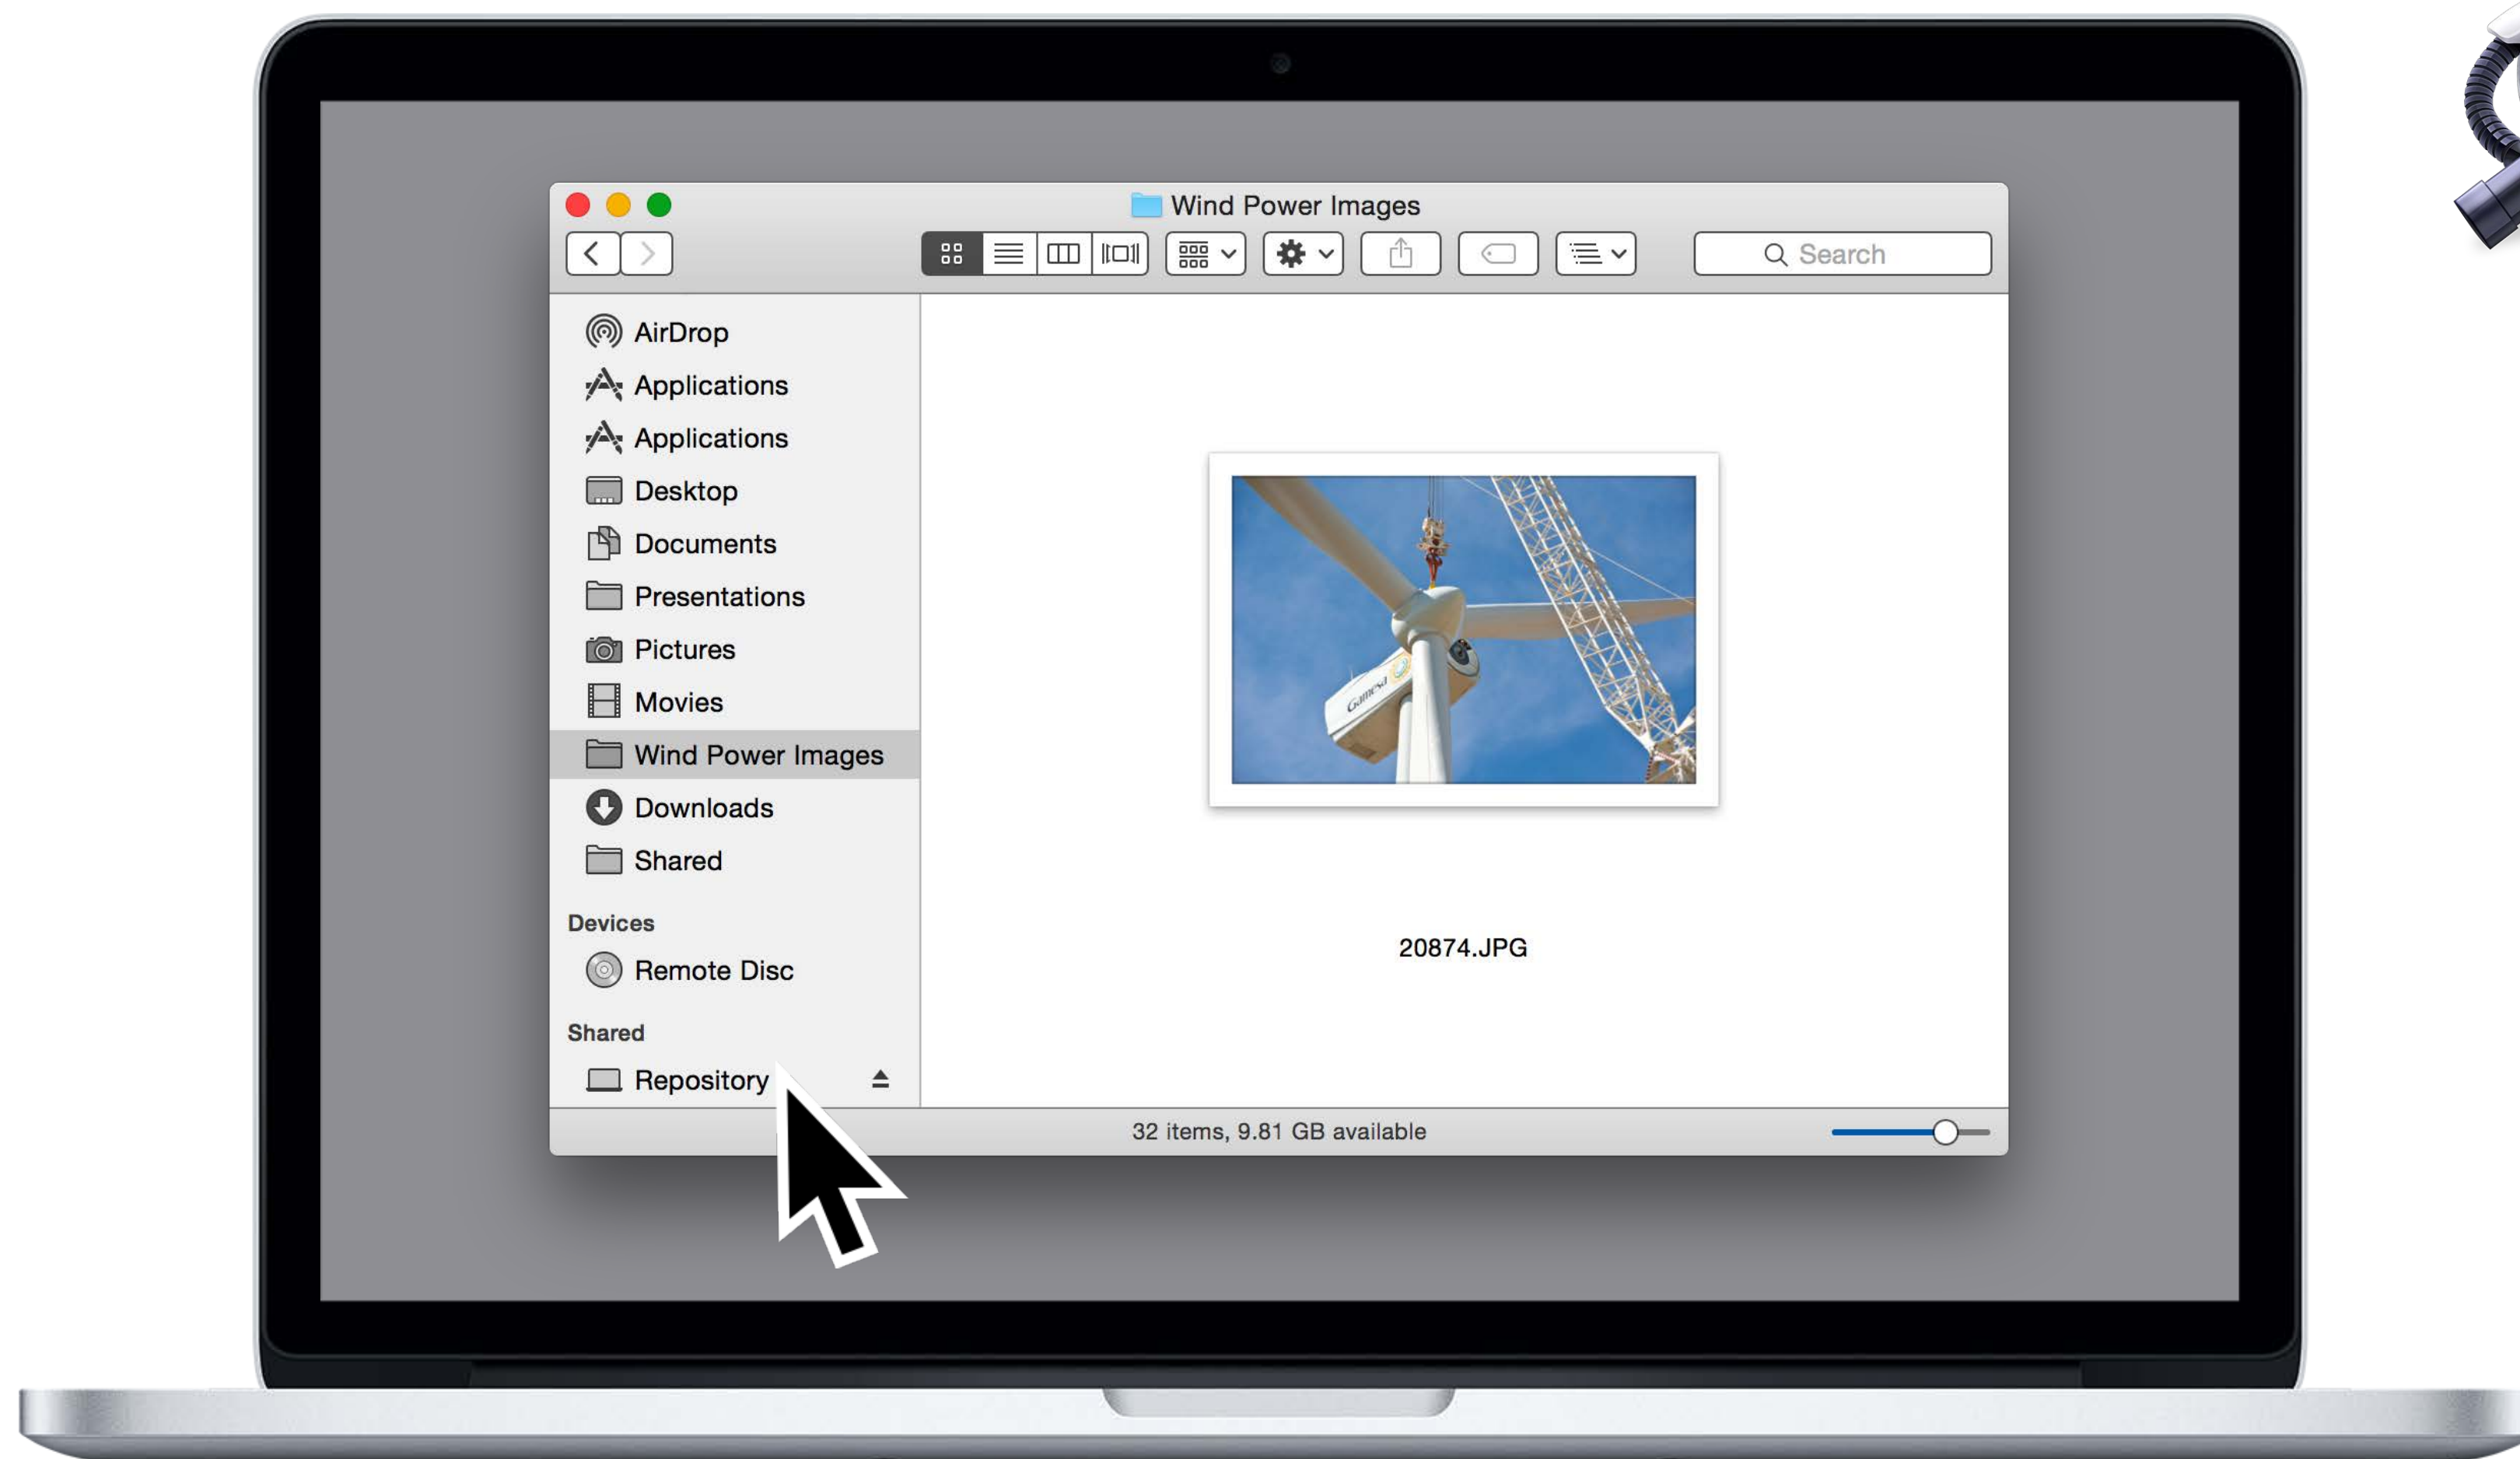 Wind Power Images
Search
AirDrop
Applications
Applications
Desktop
Documents
Presentations
Pictures
Movies
Wind Power Images
Downloads
Shared
Devices
Remote Disc
Shared
Repository
Gamesa
20874.JPG
32 items, 9.81 GB available